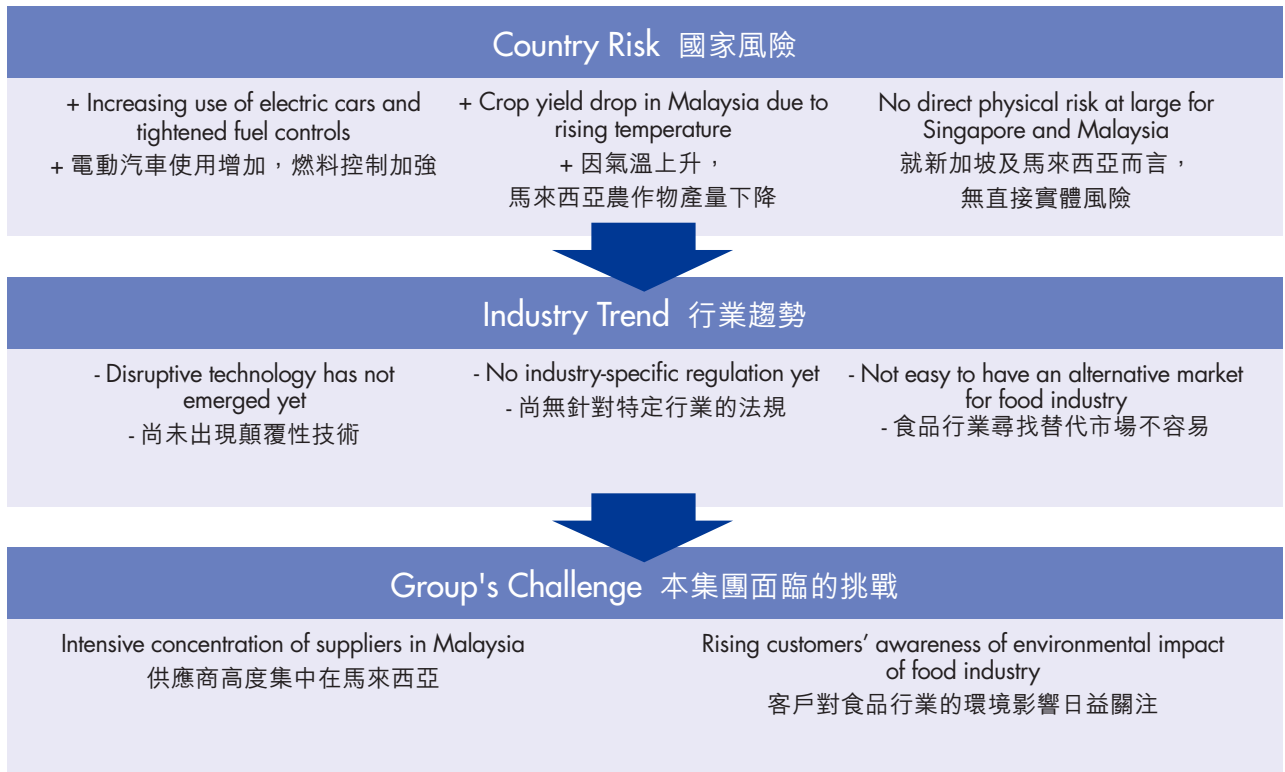 Country Risk 國家風險
+ Increasing use of electric cars and
tightened fuel controls
+ 電動汽車使用增加，燃料控制加強
+ Crop yield drop in Malaysia due to
rising temperature
+ 因氣溫上升，
馬來西亞農作物產量下降
No direct physical risk at large for
Singapore and Malaysia
就新加坡及馬來西亞而言，
無直接實體風險
Industry Trend 行業趨勢
- Disruptive technology has not
emerged yet
- 尚未出現顛覆性技術
- No industry-specific regulation yet
- 尚無針對特定行業的法規
- Not easy to have an alternative market
for food industry
- 食品行業尋找替代市場不容易
Group's Challenge 本集團面臨的挑戰
Intensive concentration of suppliers in Malaysia
供應商高度集中在馬來西亞
Rising customers’ awareness of environmental impact
of food industry
客戶對食品行業的環境影響日益關注